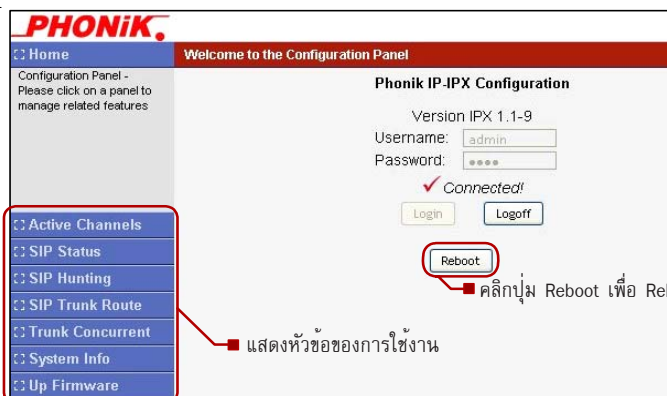 PHONiK
Home
Welcome to the Configuration Panel
Configuration Panel -
Please click on a panel to
manage related features
Phonik IP-IPX Configuration
Version IPX 1.1-9
Username: admin
Password: ••••
Connected!
Login Logoff
Reboot
คลิกปุ่ม Reboot เพื่อ
Active Channels
SIP Status
SIP Hunting
SIP Trunk Route
Trunk Concurrent
System Info
Up Firmware
แสดงหัวข้อของการใช้งาน